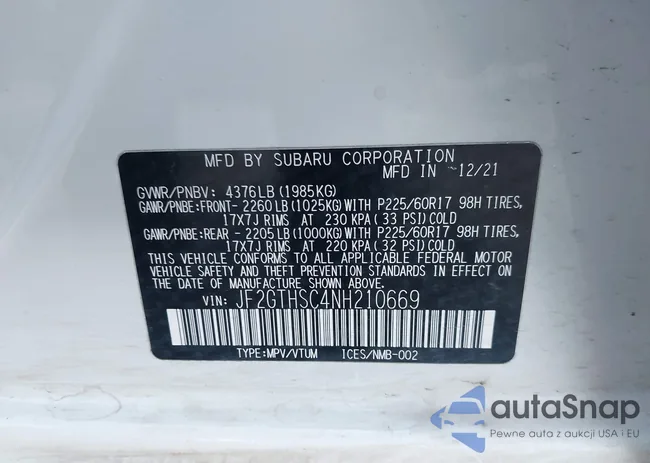 MFD BY SUBARU CORPORATION
MFD IN 12/21
GVWR/PNBV: 4376LB (1985KG)
GAWR/PNBE:FRONT- 2260LB (1025KG)WITH P225/60R17 98H TIRES,
17X7J RIMS AT 230 KPA (33 PSI)COLD
GAWR/PNBE:REAR - 2205LB (1000KG)WITH P225/60R17 98H TIRES,
17X7J RIMS AT 220 KPA (32 PSI)COLD
THIS VEHICLE CONFORMS TO ALL APPLICABLE FEDERAL MOTOR
VEHICLE SAFETY AND THEFT PREVENTION STANDARDS IN EFFECT
ON THE DATE OF MANUFACTURE SHOWN ABOVE.
VIN: JF2GTHSC4NH210669
TYPE:MPV/VTUM ICES/NMB-002
autaSnap
Pewne auta z aukcji USA i EU